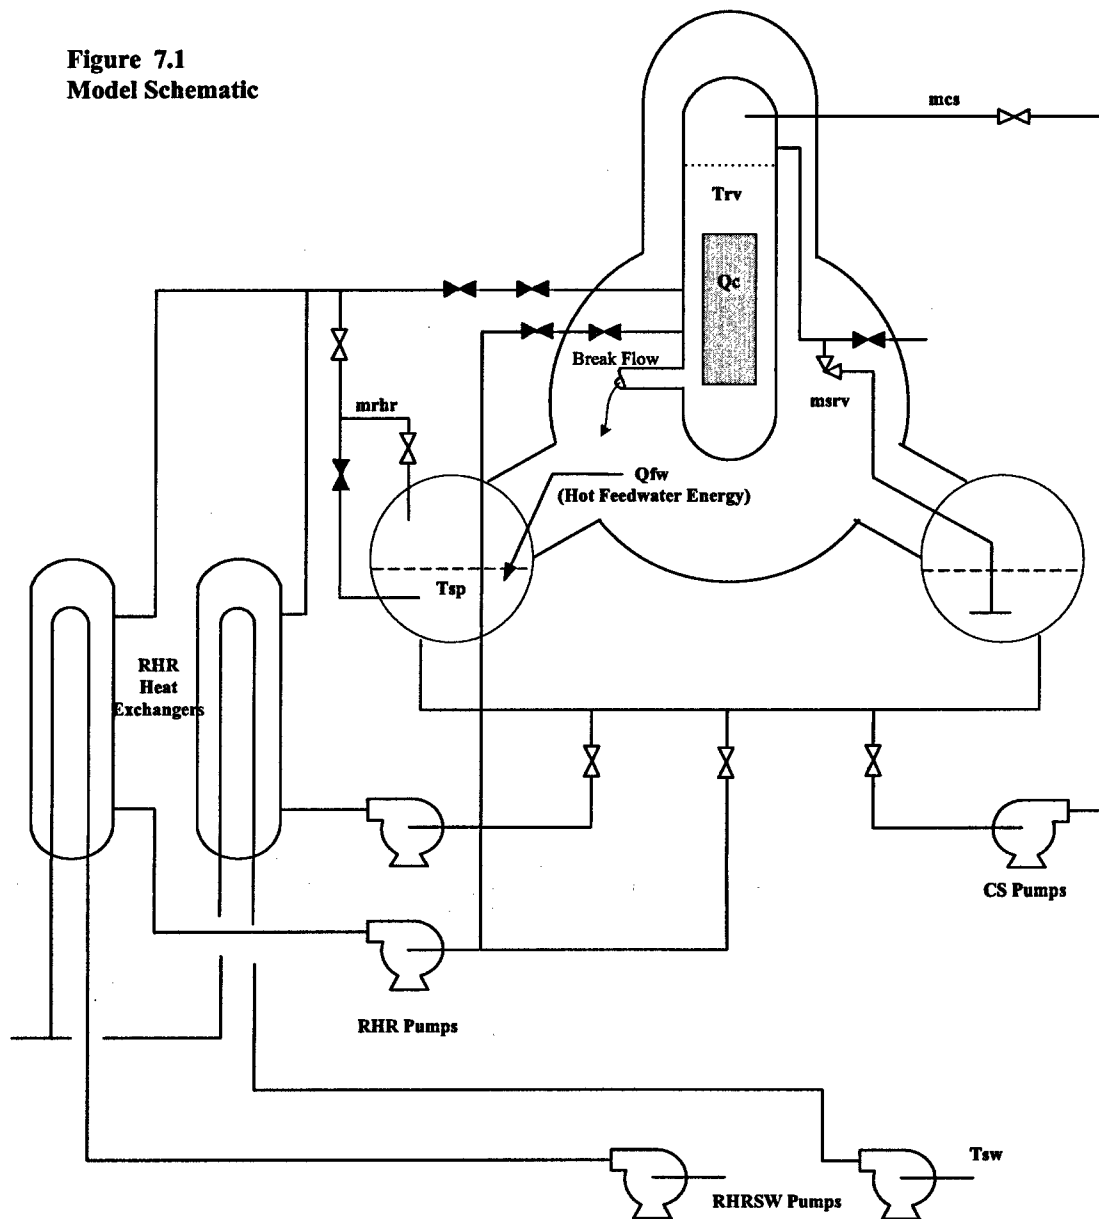 Figure 7.1
Model Schematic
mcs
Trv
Qc
Break Flow
mrhr
msrv
Qfw
(Hot Feedwater Energy)
Tsp
RHR
Heat
Exchangers
CS Pumps
RHR Pumps
Tsw
RHRSW Pumps